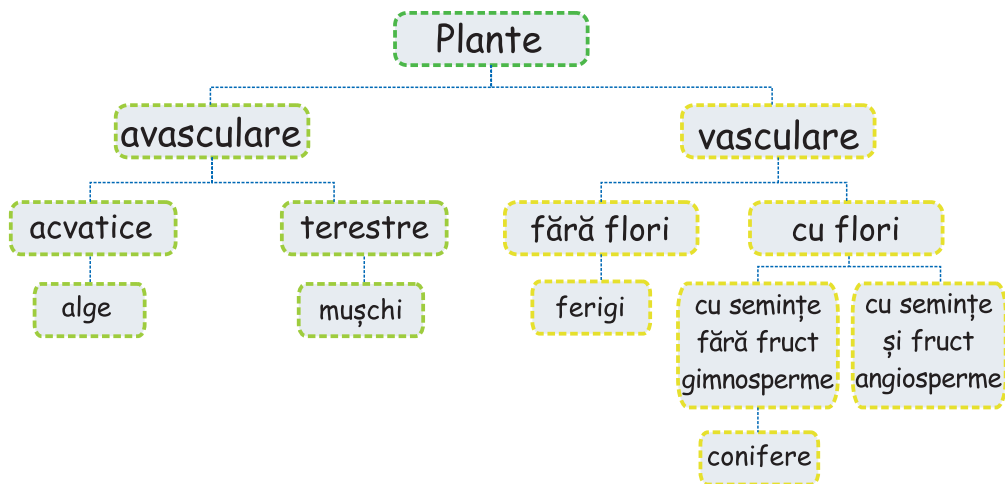 Plante
avasculare
vasculare
acvatice
terestre
fără flori
cu flori
alge
mușchi
ferigi
cu semințe
fără fruct
gimnosperme
cu semințe
și fruct
angiosperme
conifere